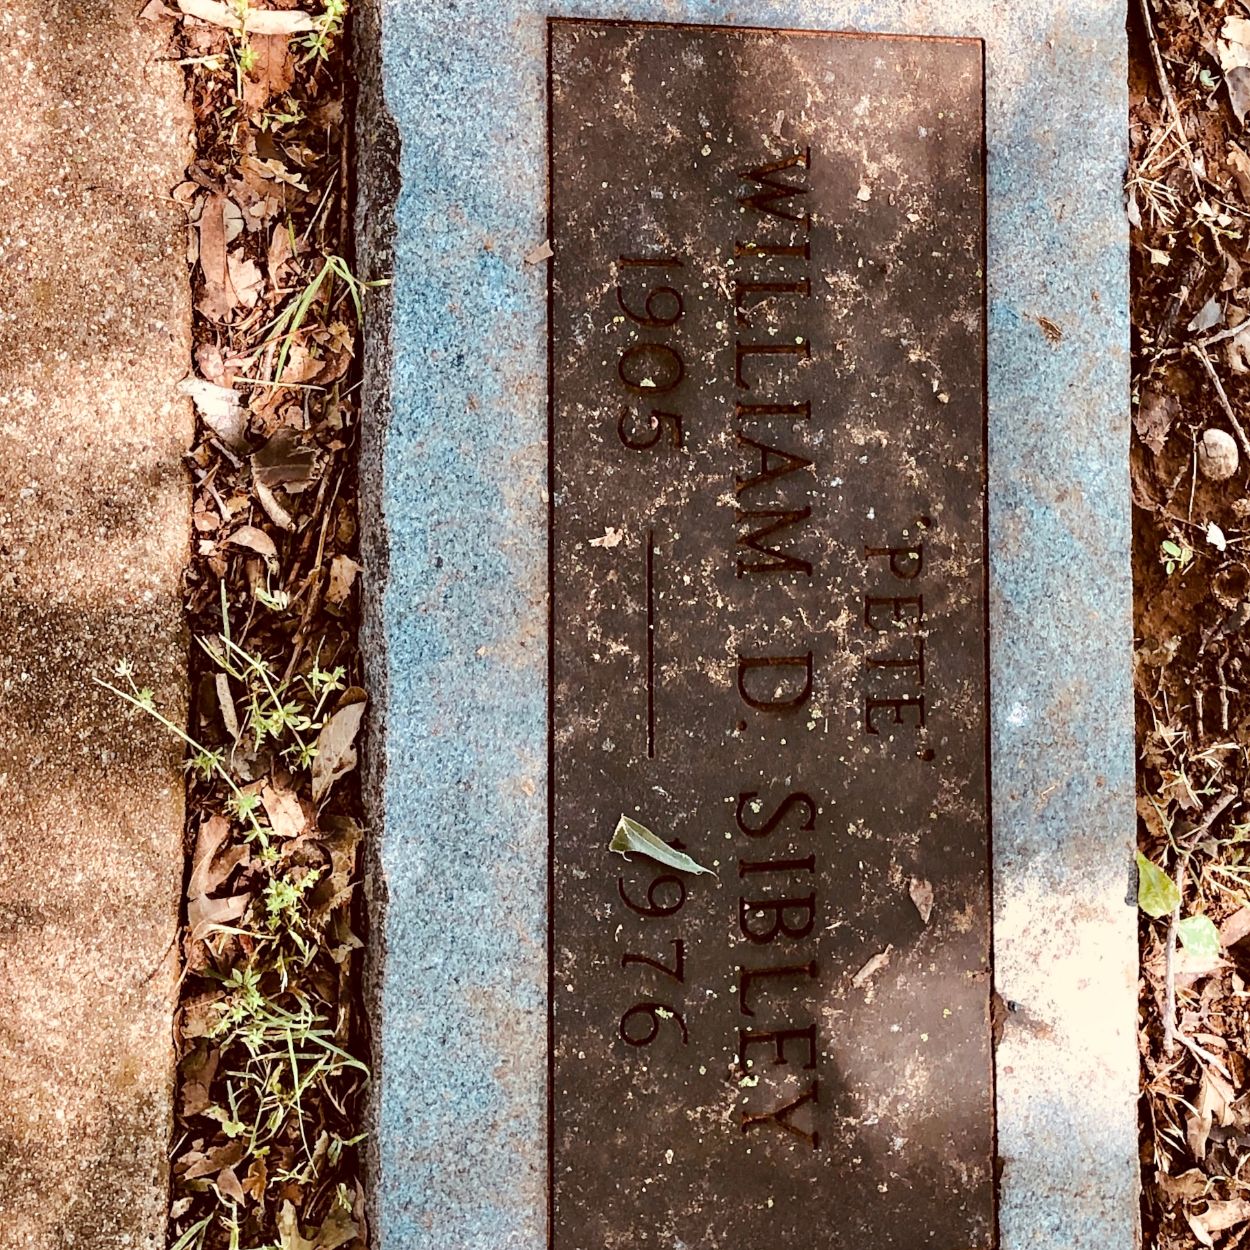 'PETE'
WILLIAM D. SIBLEY
1905 — 1976